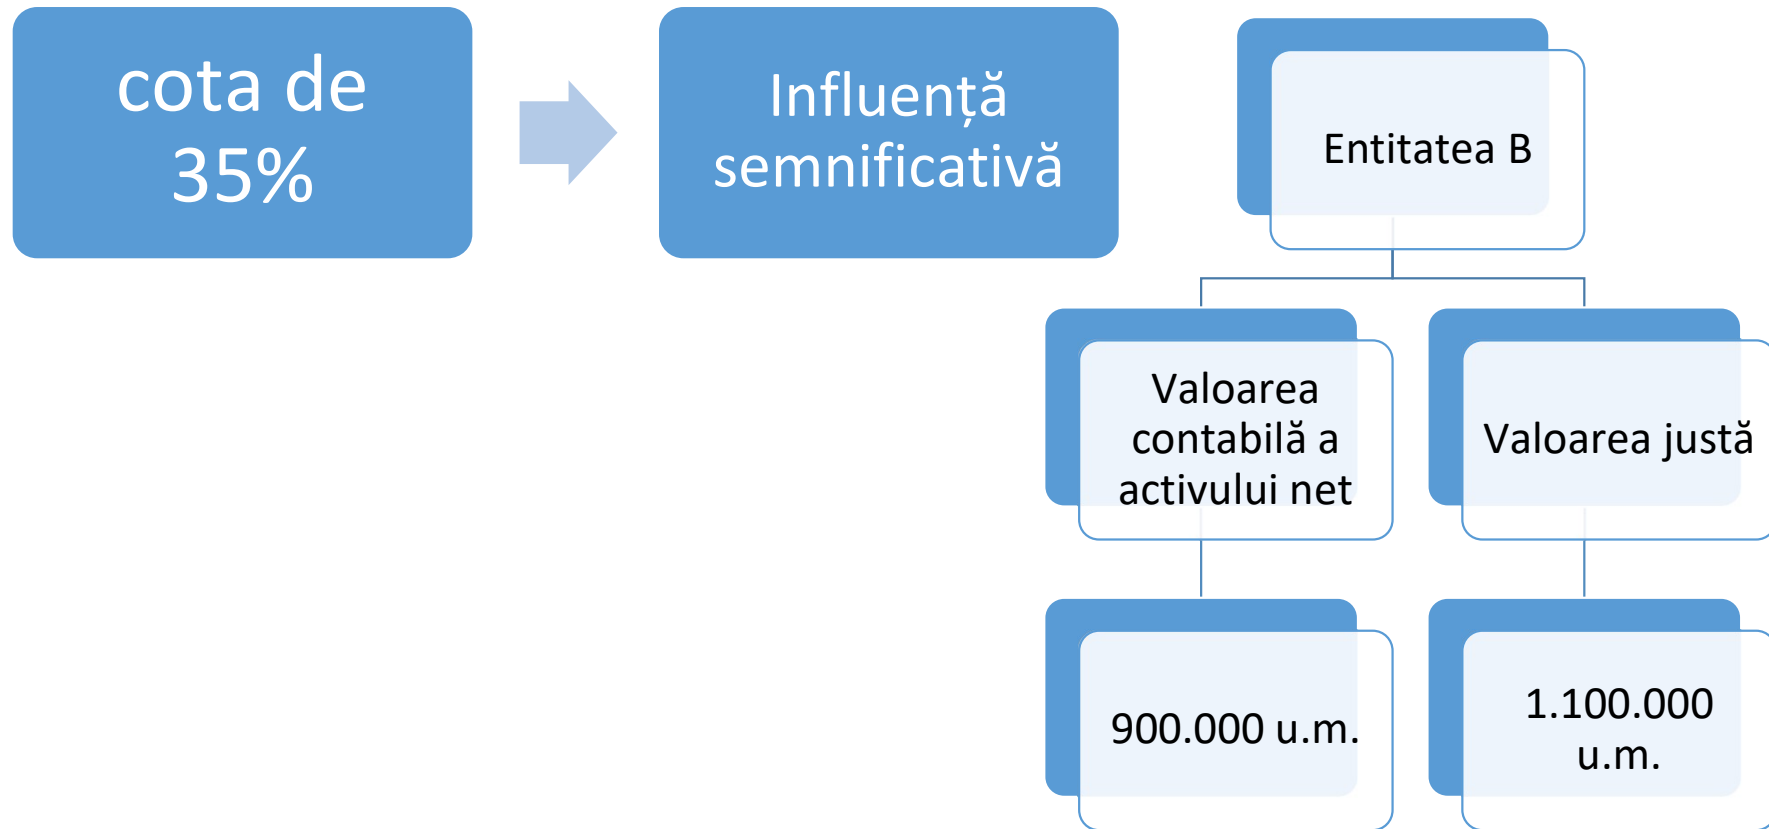 cota de
35%
Influență
semnificativă
Entitatea B
Valoarea
contabilă a
activului net
Valoarea justă
900.000 u.m.
1.100.000
u.m.